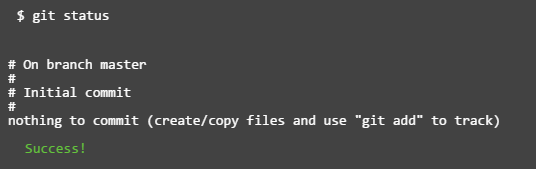 $ git status
# On branch master
#
# Initial commit
#
nothing to commit (create/copy files and use "git add" to track)
Success!